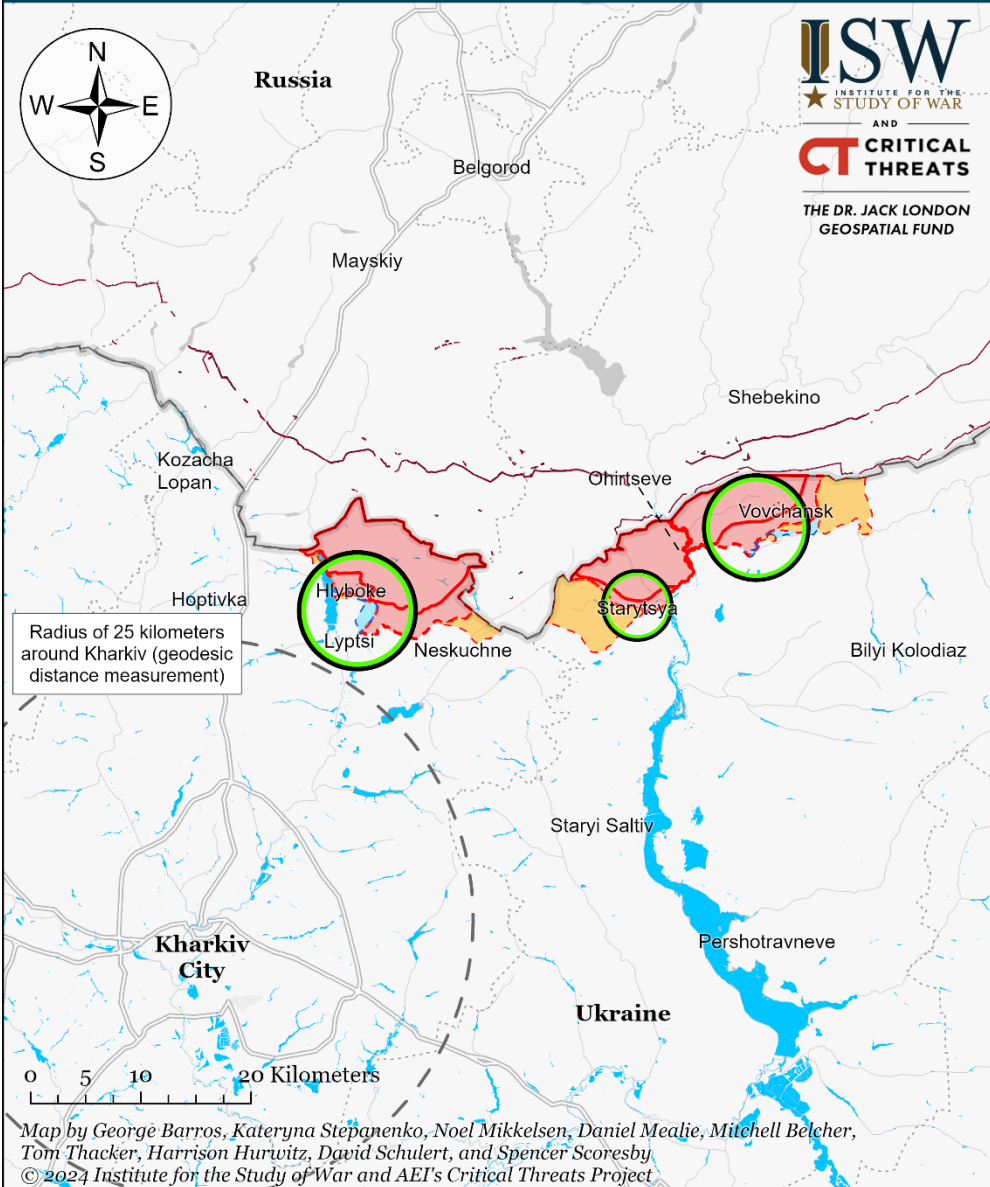 N
W
E
S
Russia
ISW
INSTITUTE FOR THE
STUDY OF WAR
AND
CT CRITICAL
THREATS
THE DR. JACK LONDON
GEOSPATIAL FUND
Belgorod
Mayskiy
Shebekino
Kozacha
Lopan
Ohirtseve
Vovchansk
Hlyboke
Hoptivka
Starytsya
Radius of 25 kilometers
around Kharkiv (geodesic
distance measurement)
Lyptsi
Neskuchne
Bilyi Kolodiaz
Staryi Saltiv
Kharkiv
City
Pershotravneve
Ukraine
0 5 10 20 Kilometers
Map by George Barros, Kateryna Stepanenko, Noel Mikkelsen, Daniel Mealie, Mitchell Belcher,
Tom Thacker, Harrison Hurwitz, David Schulert, and Spencer Scoresby
© 2024 Institute for the Study of War and AEI's Critical Threats Project